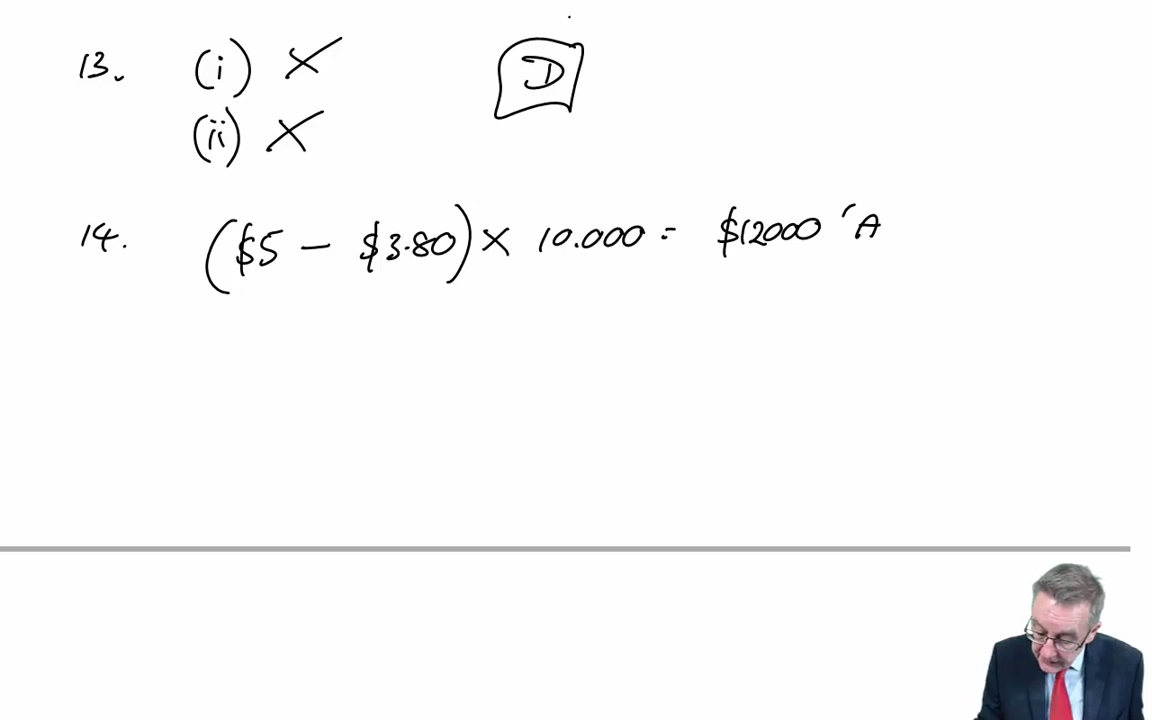 13. (i) ✗ D
(ii) ✗
14. ($5 – $3.80) × 10.000 = $12000 'A